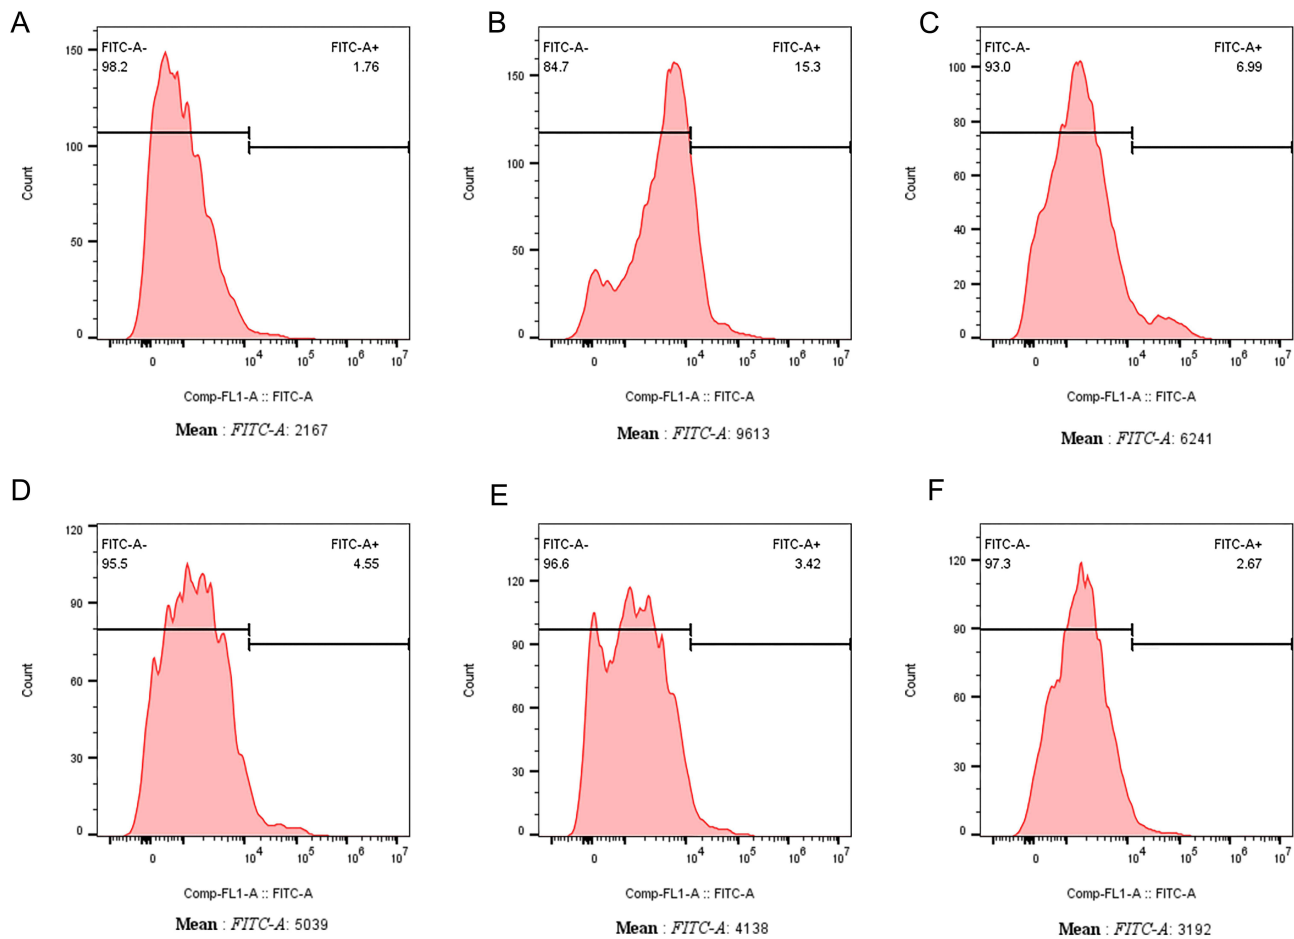 A
FITC-A- FITC-A+
98.2 1.76
150
100
50
0
Count
0 10^4 10^5 10^6 10^7
Comp-FL1-A :: FITC-A
Mean : FITC-A: 2167
B
FITC-A- FITC-A+
84.7 15.3
150
100
50
0
Count
0 10^4 10^5 10^6 10^7
Comp-FL1-A :: FITC-A
Mean : FITC-A: 9613
C
FITC-A- FITC-A+
93.0 6.99
100
80
60
40
20
0
Count
0 10^4 10^5 10^6 10^7
Comp-FL1-A :: FITC-A
Mean : FITC-A: 6241
D
FITC-A- FITC-A+
95.5 4.55
120
90
60
30
0
Count
0 10^4 10^5 10^6 10^7
Comp-FL1-A :: FITC-A
Mean : FITC-A: 5039
E
FITC-A- FITC-A+
96.6 3.42
120
90
60
30
0
Count
0 10^4 10^5 10^6 10^7
Comp-FL1-A :: FITC-A
Mean : FITC-A: 4138
F
FITC-A- FITC-A+
97.3 2.67
120
90
60
30
0
Count
0 10^4 10^5 10^6 10^7
Comp-FL1-A :: FITC-A
Mean : FITC-A: 3192